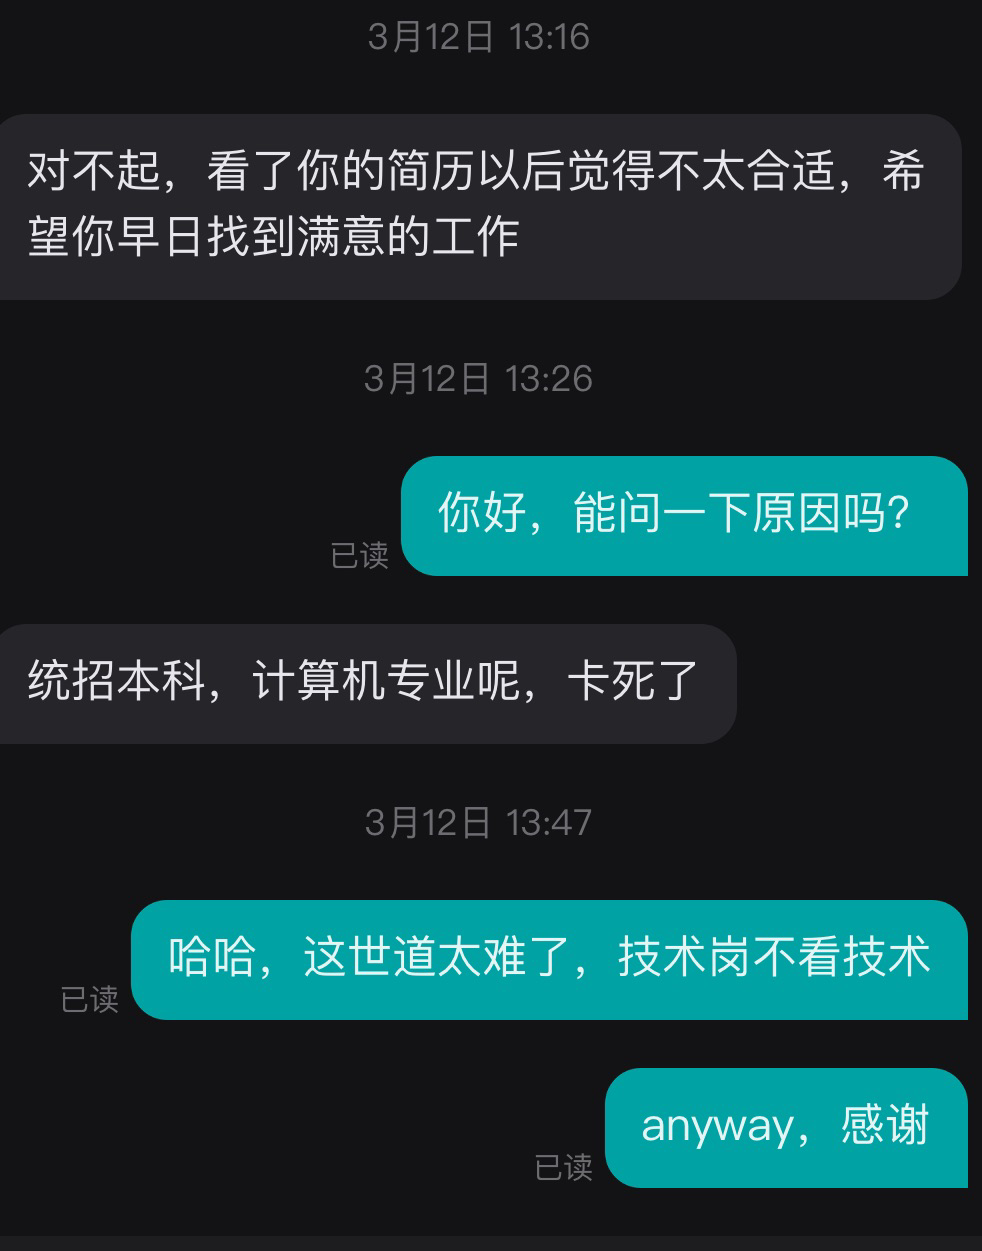 3月12日 13:16
对不起，看了你的简历以后觉得不太合适，希
望你早日找到满意的工作
3月12日 13:26
你好，能问一下原因吗?
已读
统招本科，计算机专业呢，卡死了
3月12日 13:47
哈哈，这世道太难了，技术岗不看技术
已读
anyway，感谢
已读